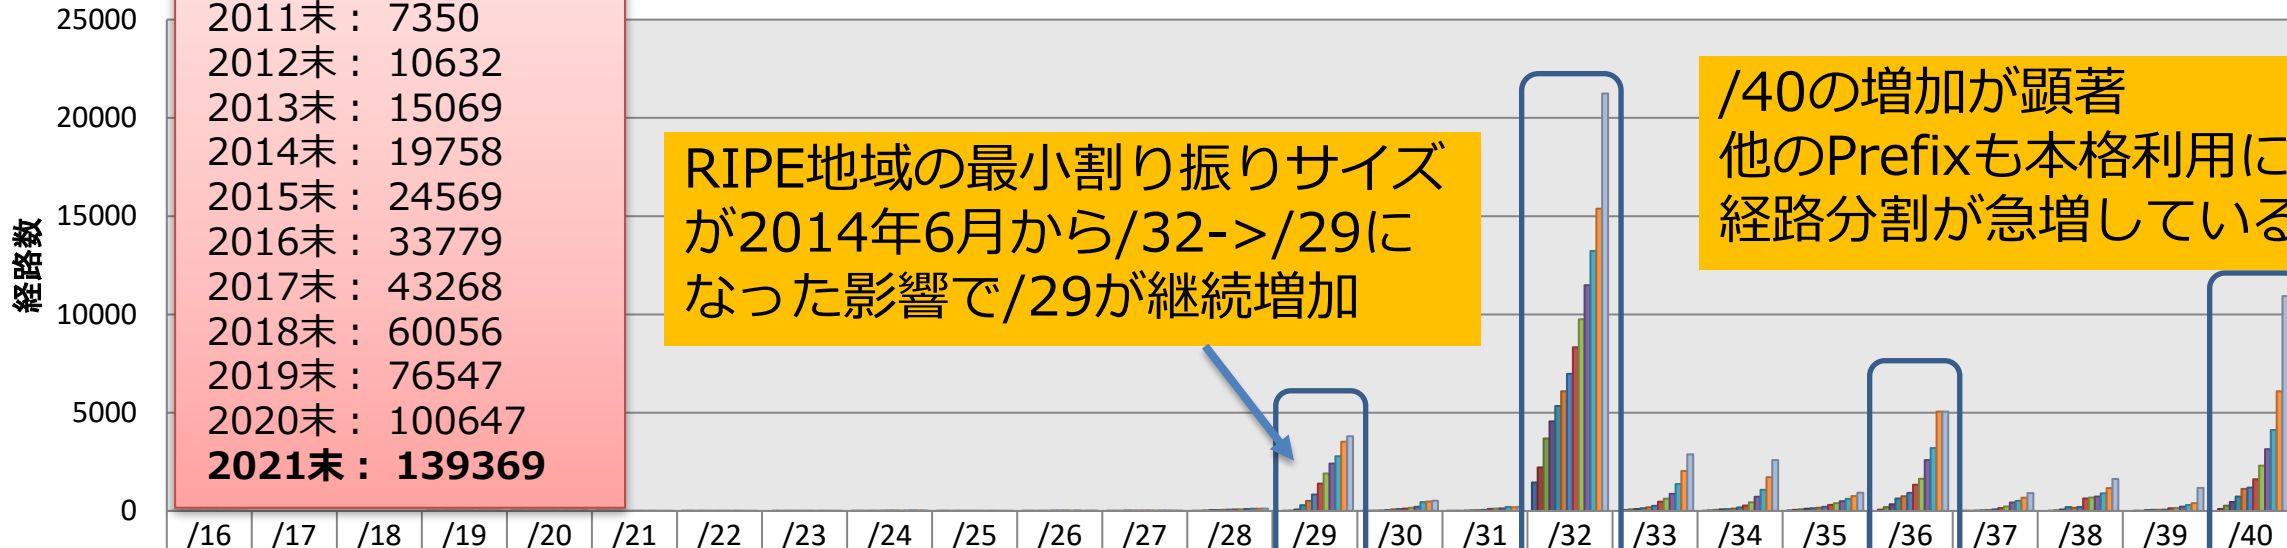 25000
20000
15000
10000
5000
0
経路数
2011末： 7350
2012末： 10632
2013末： 15069
2014末： 19758
2015末： 24569
2016末： 33779
2017末： 43268
2018末： 60056
2019末： 76547
2020末： 100647
2021末： 139369
RIPE地域の最小割り振りサイズ
が2014年6月から/32->/29に
なった影響で/29が継続増加
/40の増加が顕著
他のPrefixも本格利用に
経路分割が急増している
/16 /17 /18 /19 /20 /21 /22 /23 /24 /25 /26 /27 /28 /29 /30 /31 /32 /33 /34 /35 /36 /37 /38 /39 /40